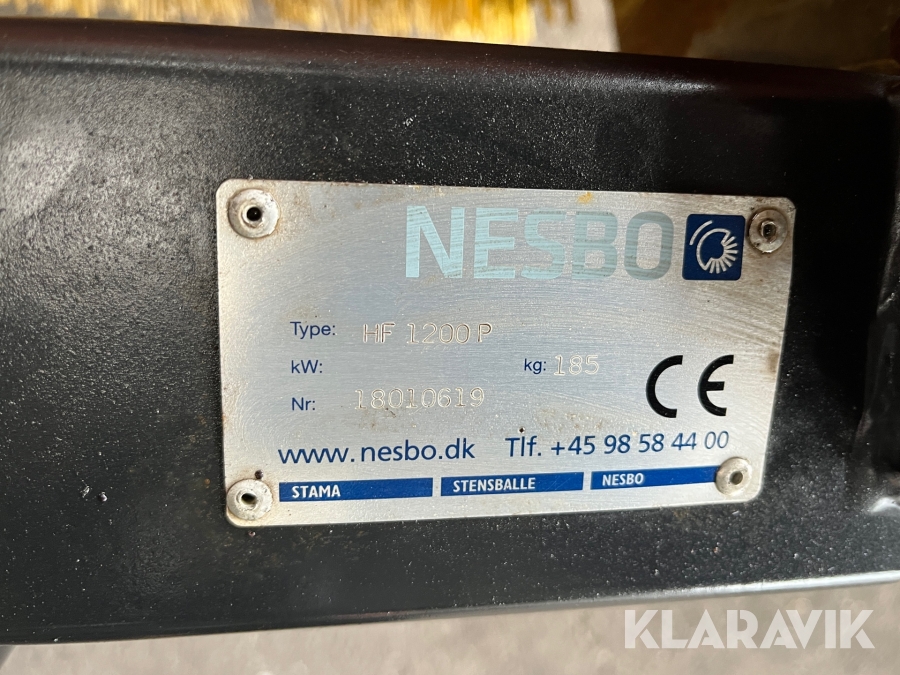 NESBO
Type: HF 1200 P
kW: kg: 185
Nr: 18010619
www.nesbo.dk Tlf. +45 98 58 44 00
STAMA STENSBALLE NESBO
KLARAVIK